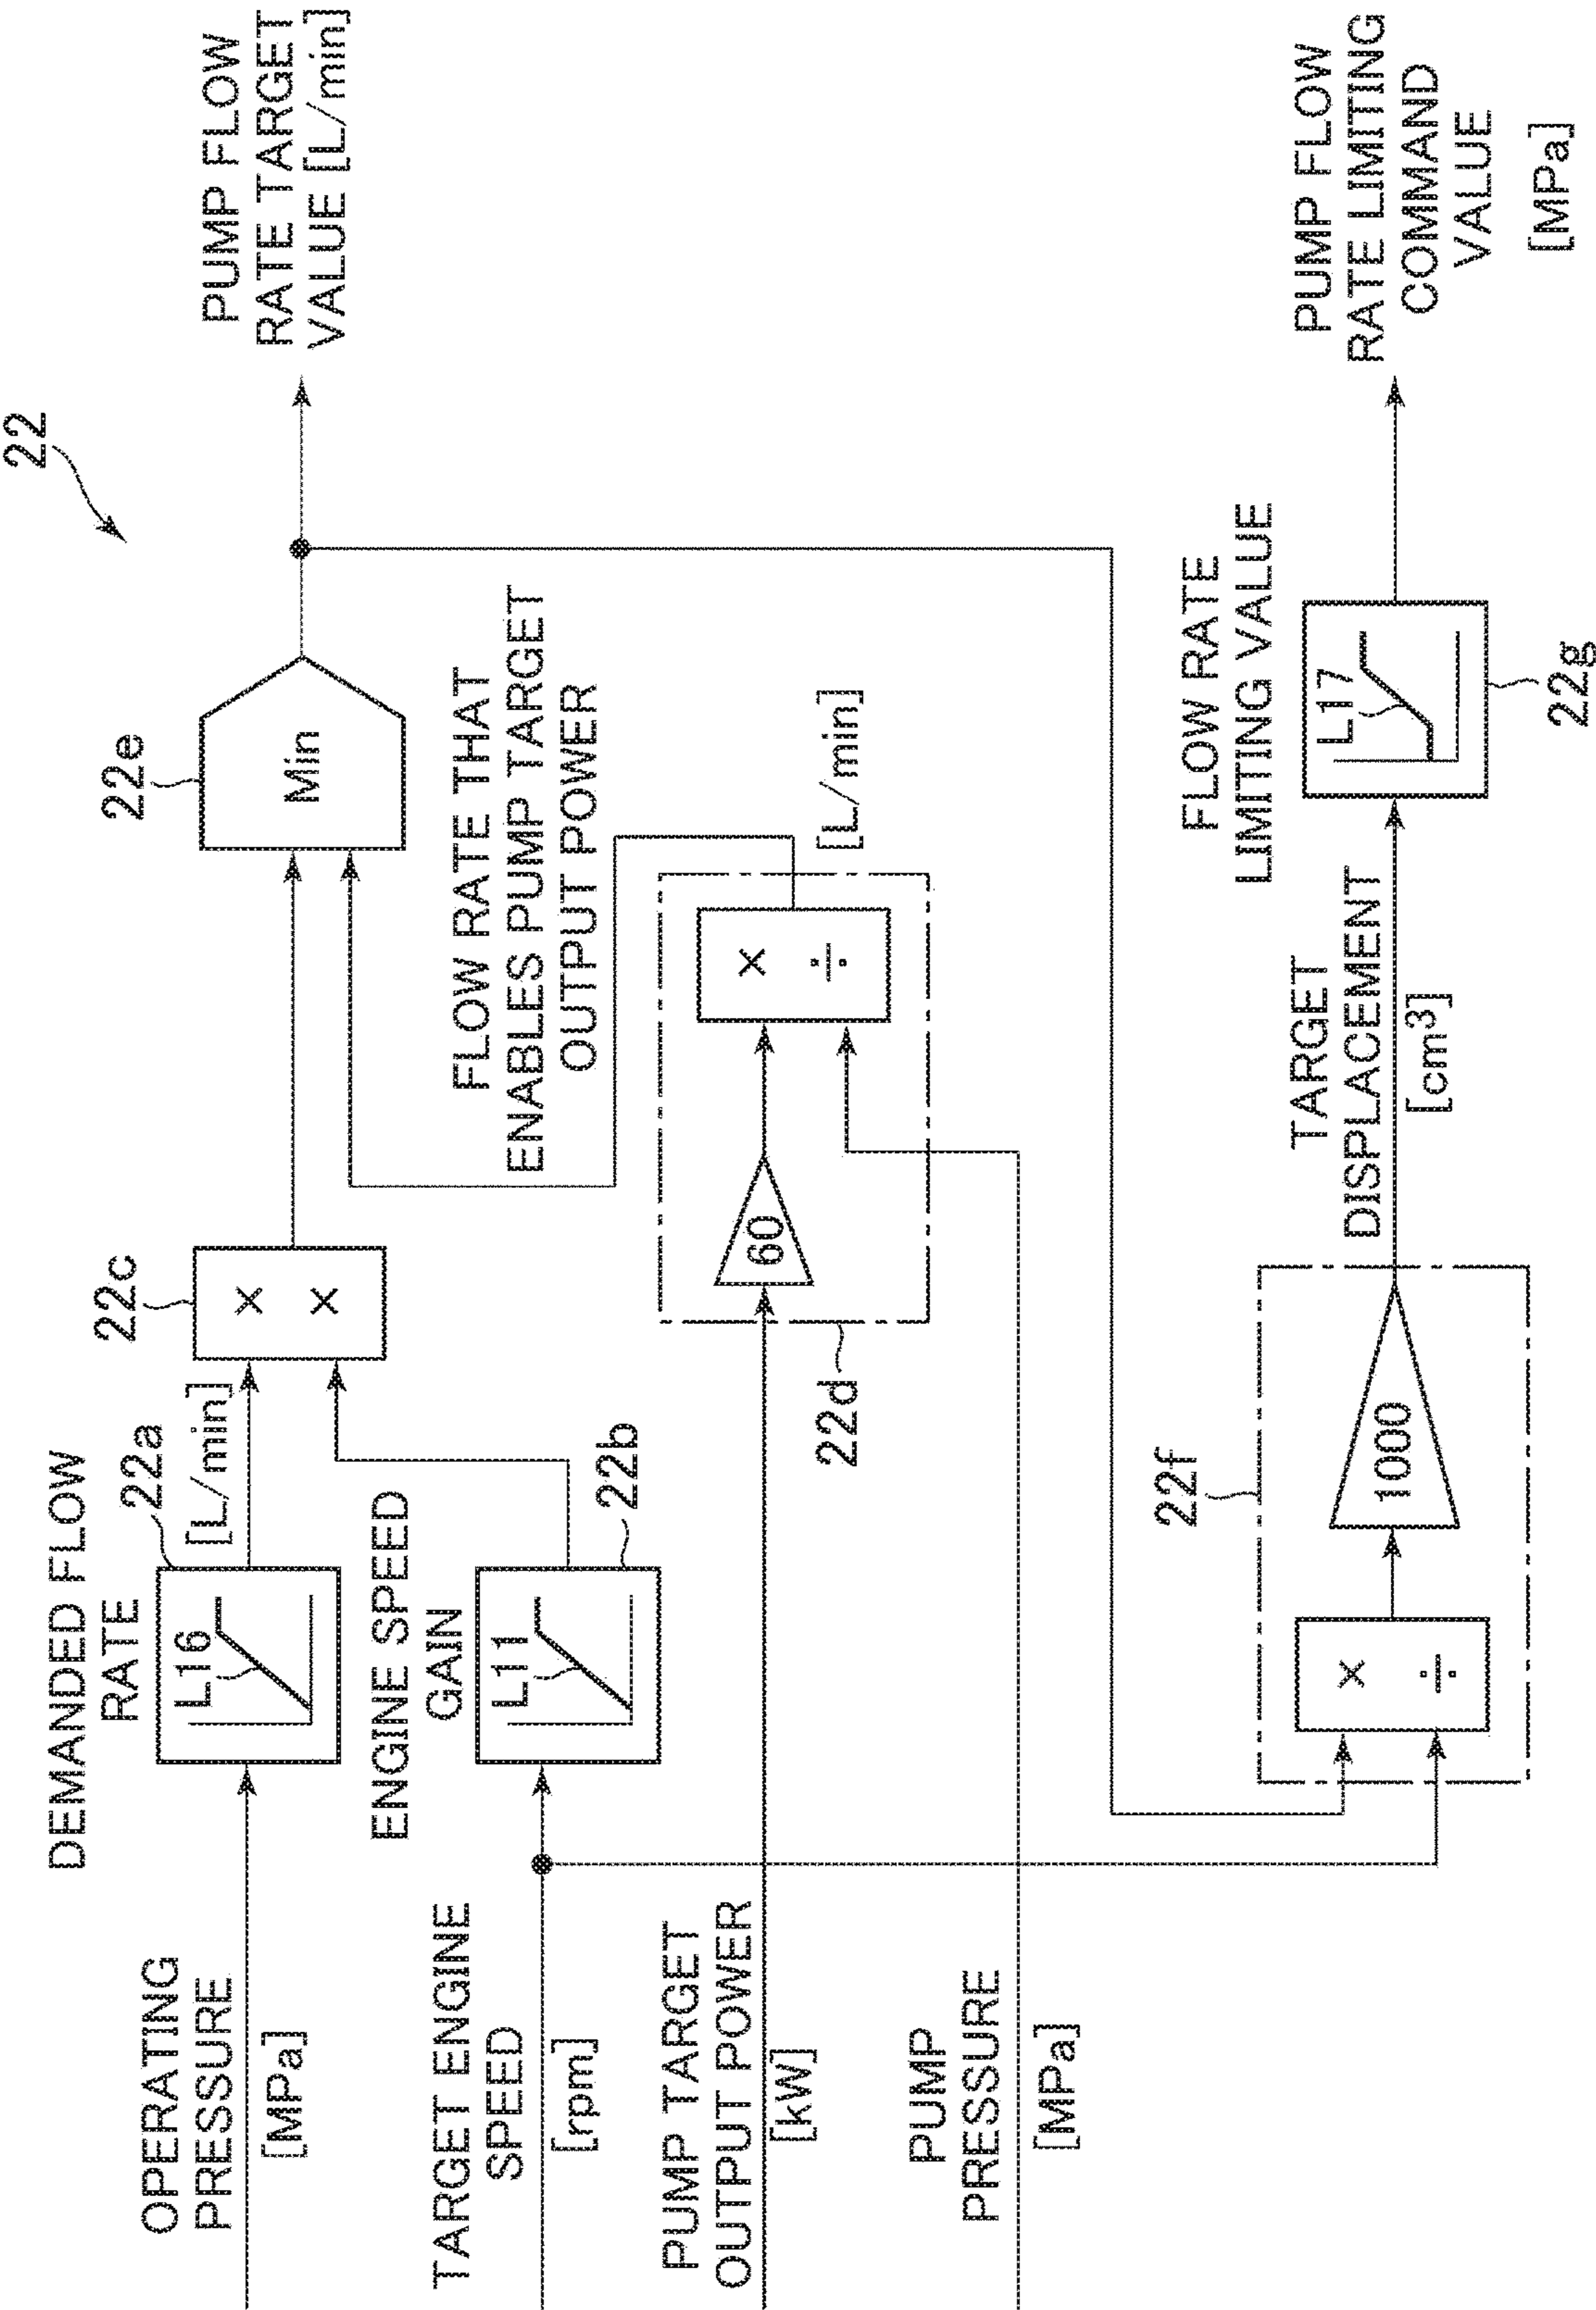 22
OPERATING
PRESSURE
[MPa]
DEMANDED FLOW
RATE
L16
22a
[L/min]
22c
×
×
22e
Min
PUMP FLOW
RATE TARGET
VALUE [L/min]
TARGET ENGINE
SPEED
[rpm]
ENGINE SPEED
GAIN
L11
22b
FLOW RATE THAT
ENABLES PUMP TARGET
OUTPUT POWER
[L/min]
PUMP TARGET
OUTPUT POWER
[kW]
60
×
÷
22d
PUMP
PRESSURE
[MPa]
22f
×
÷
1000
TARGET
DISPLACEMENT
[cm³]
FLOW RATE
LIMITING VALUE
L17
22g
PUMP FLOW
RATE LIMITING
COMMAND
VALUE
[MPa]